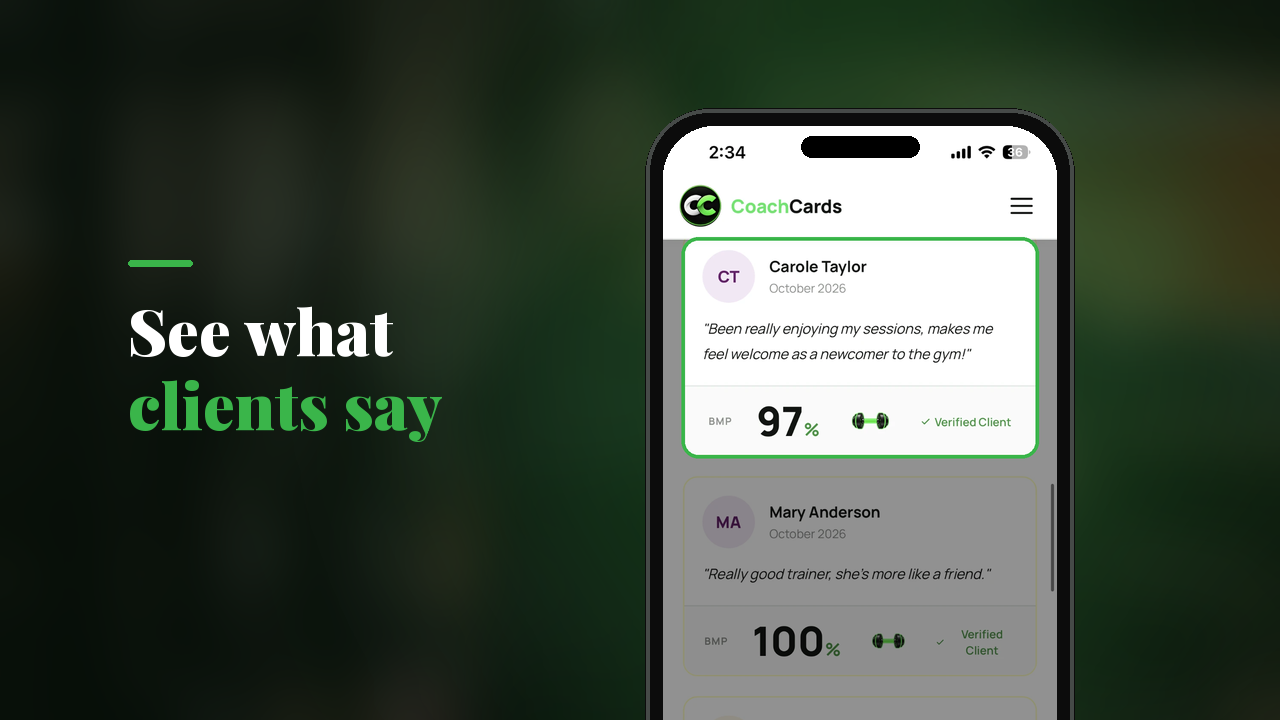 See what
clients say
2:34
36
CC
CoachCards
CT
Carole Taylor
October 2026
"Been really enjoying my sessions, makes me
feel welcome as a newcomer to the gym!"
BMP
97%
✓ Verified Client
MA
Mary Anderson
October 2026
"Really good trainer, she's more like a friend."
BMP
100%
✓ Verified
Client